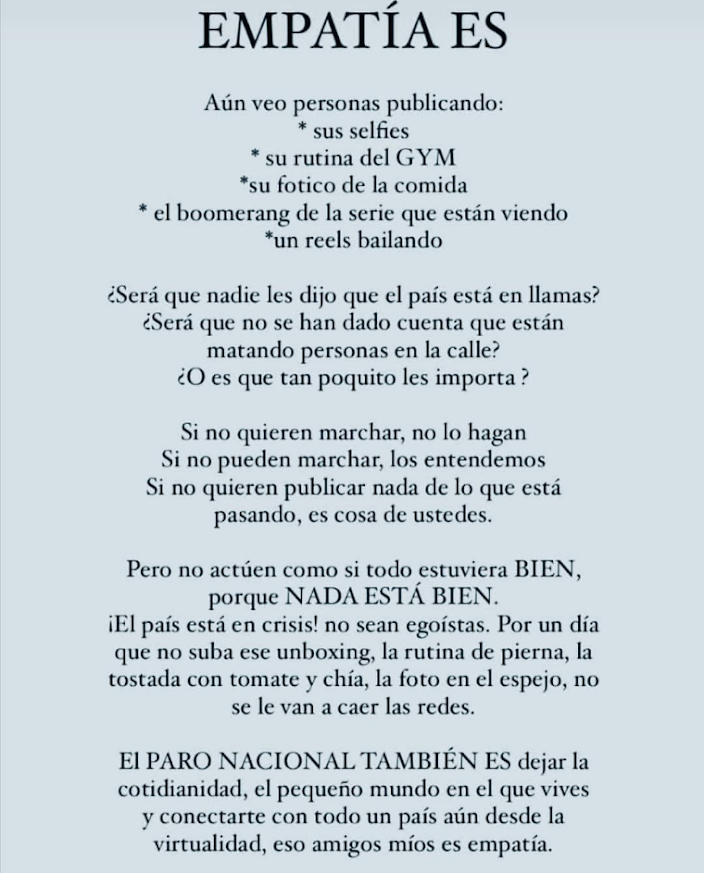 EMPATÍA ES
Aún veo personas publicando:
* sus selfies
* su rutina del GYM
*su fotico de la comida
* el boomerang de la serie que están viendo
*un reels bailando
¿Será que nadie les dijo que el país está en llamas?
¿Será que no se han dado cuenta que están
matando personas en la calle?
¿O es que tan poquito les importa ?
Si no quieren marchar, no lo hagan
Si no pueden marchar, los entendemos
Si no quieren publicar nada de lo que está
pasando, es cosa de ustedes.
Pero no actúen como si todo estuviera BIEN,
porque NADA ESTÁ BIEN.
¡El país está en crisis! no sean egoístas. Por un día
que no suba ese unboxing, la rutina de pierna, la
tostada con tomate y chía, la foto en el espejo, no
se le van a caer las redes.
El PARO NACIONAL TAMBIÉN ES dejar la
cotidianidad, el pequeño mundo en el que vives
y conectarte con todo un país aún desde la
virtualidad, eso amigos míos es empatía.